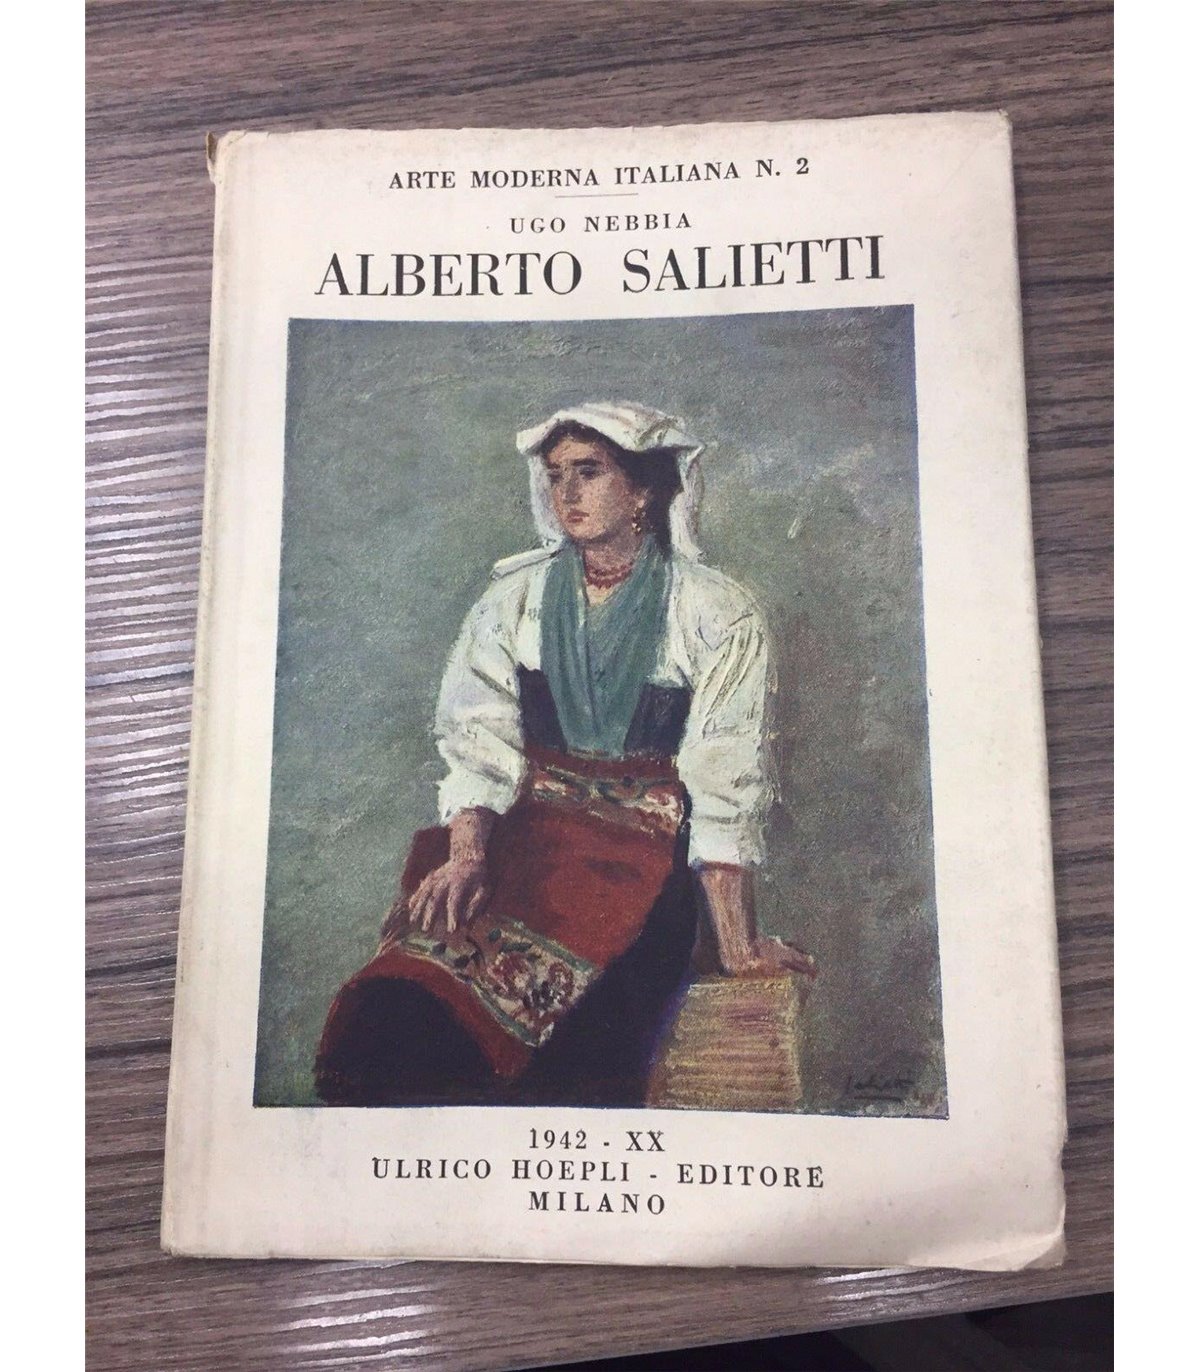 ARTE MODERNA ITALIANA N. 2
UGO NEBBIA
ALBERTO SALIETTI
1942 - XX
ULRICO HOEPLI - EDITORE
MILANO